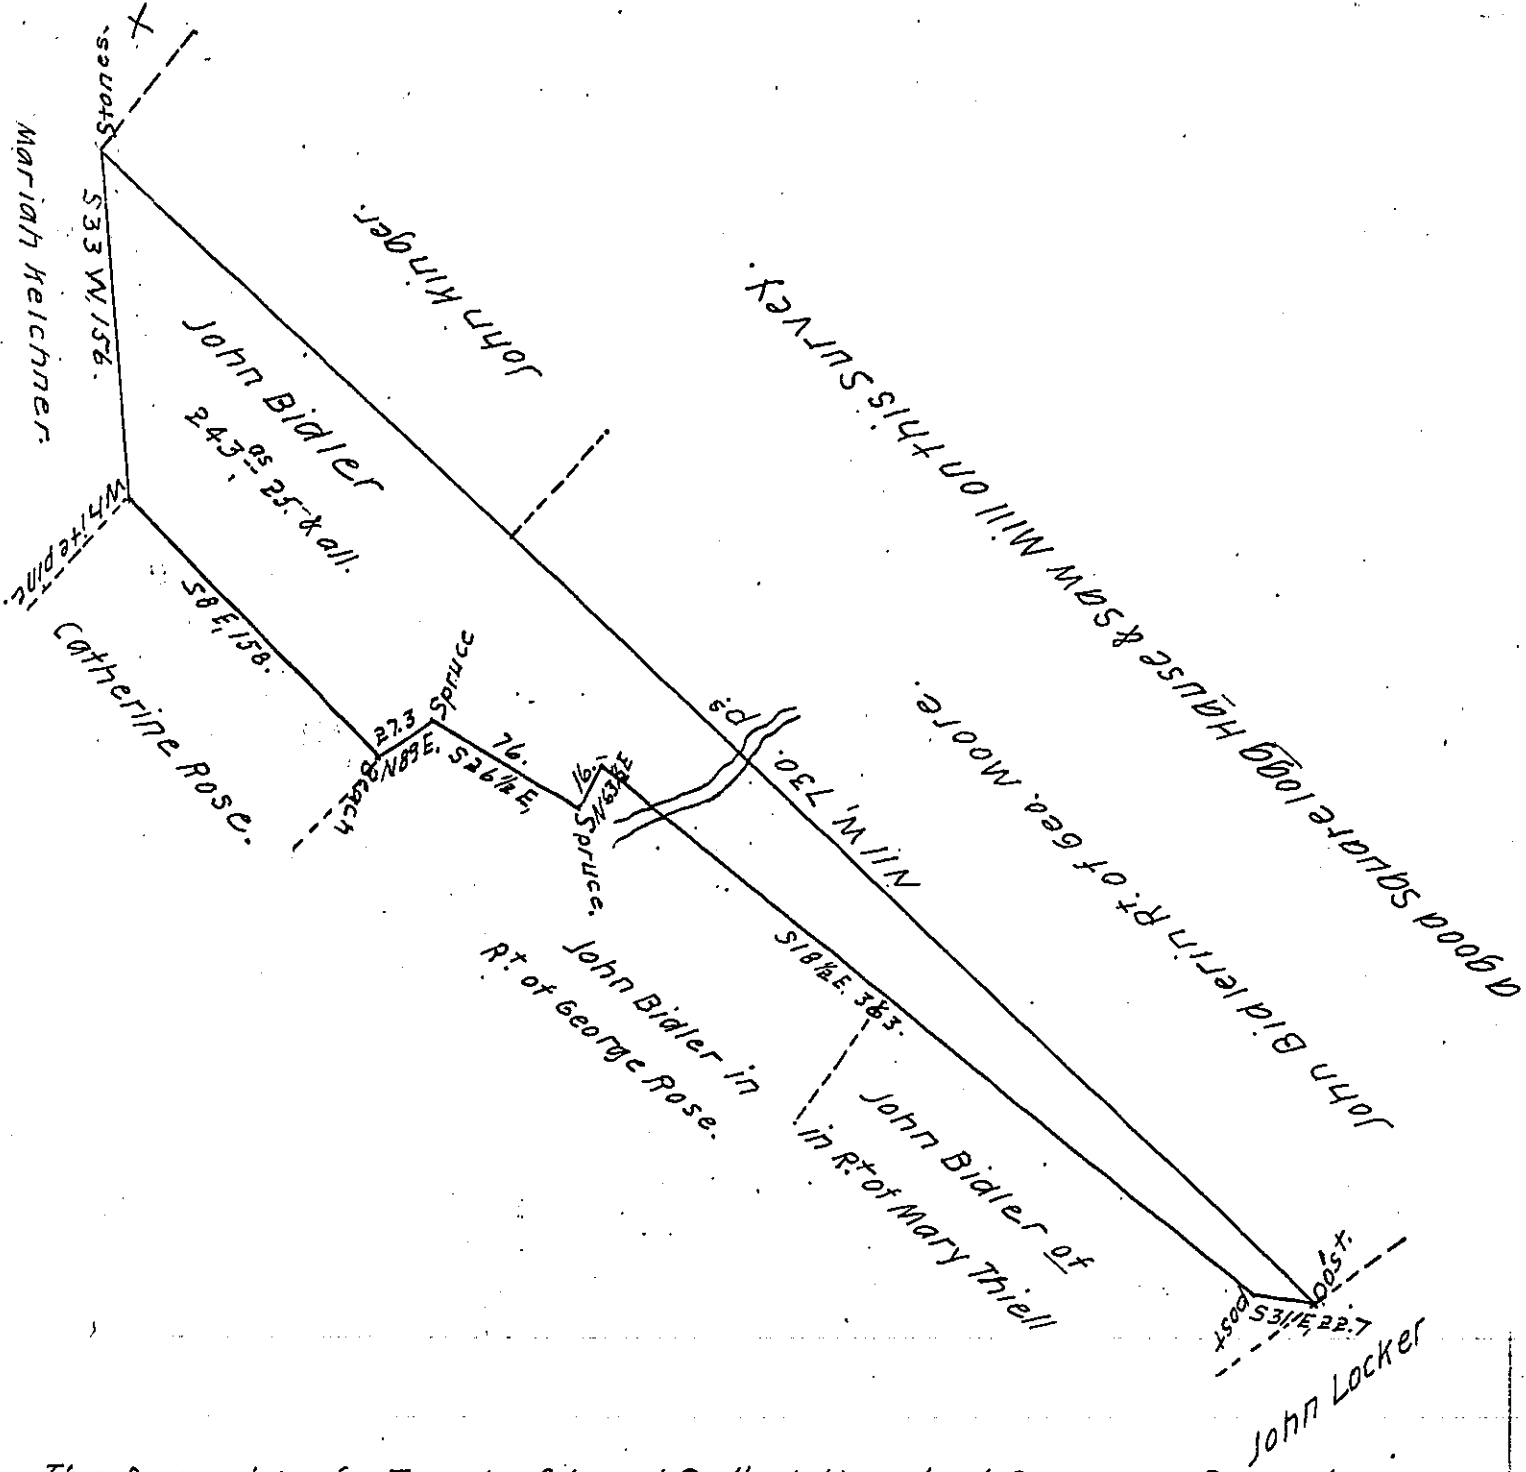 X
Stones.
S33W, 156.
Mariah Kelchner.
John Kinger.
John Bidler
243 as 25. & all.
a good square logg Hause & saw Mill on this Survey.
White pine.
S8E, 158.
Catherine Rose.
Beach
27.3
N89E.
Spruce
76.
S26½E,
16.
Spruce.
ps
N11W, 730.
John Bidler in Rt. of Geo. Moore.
John Bidler in
Rt of George Rose.
S18½E. 363.
John Bidler of
in Rt of Mary Thiell
post
post.
22.7
John Locker